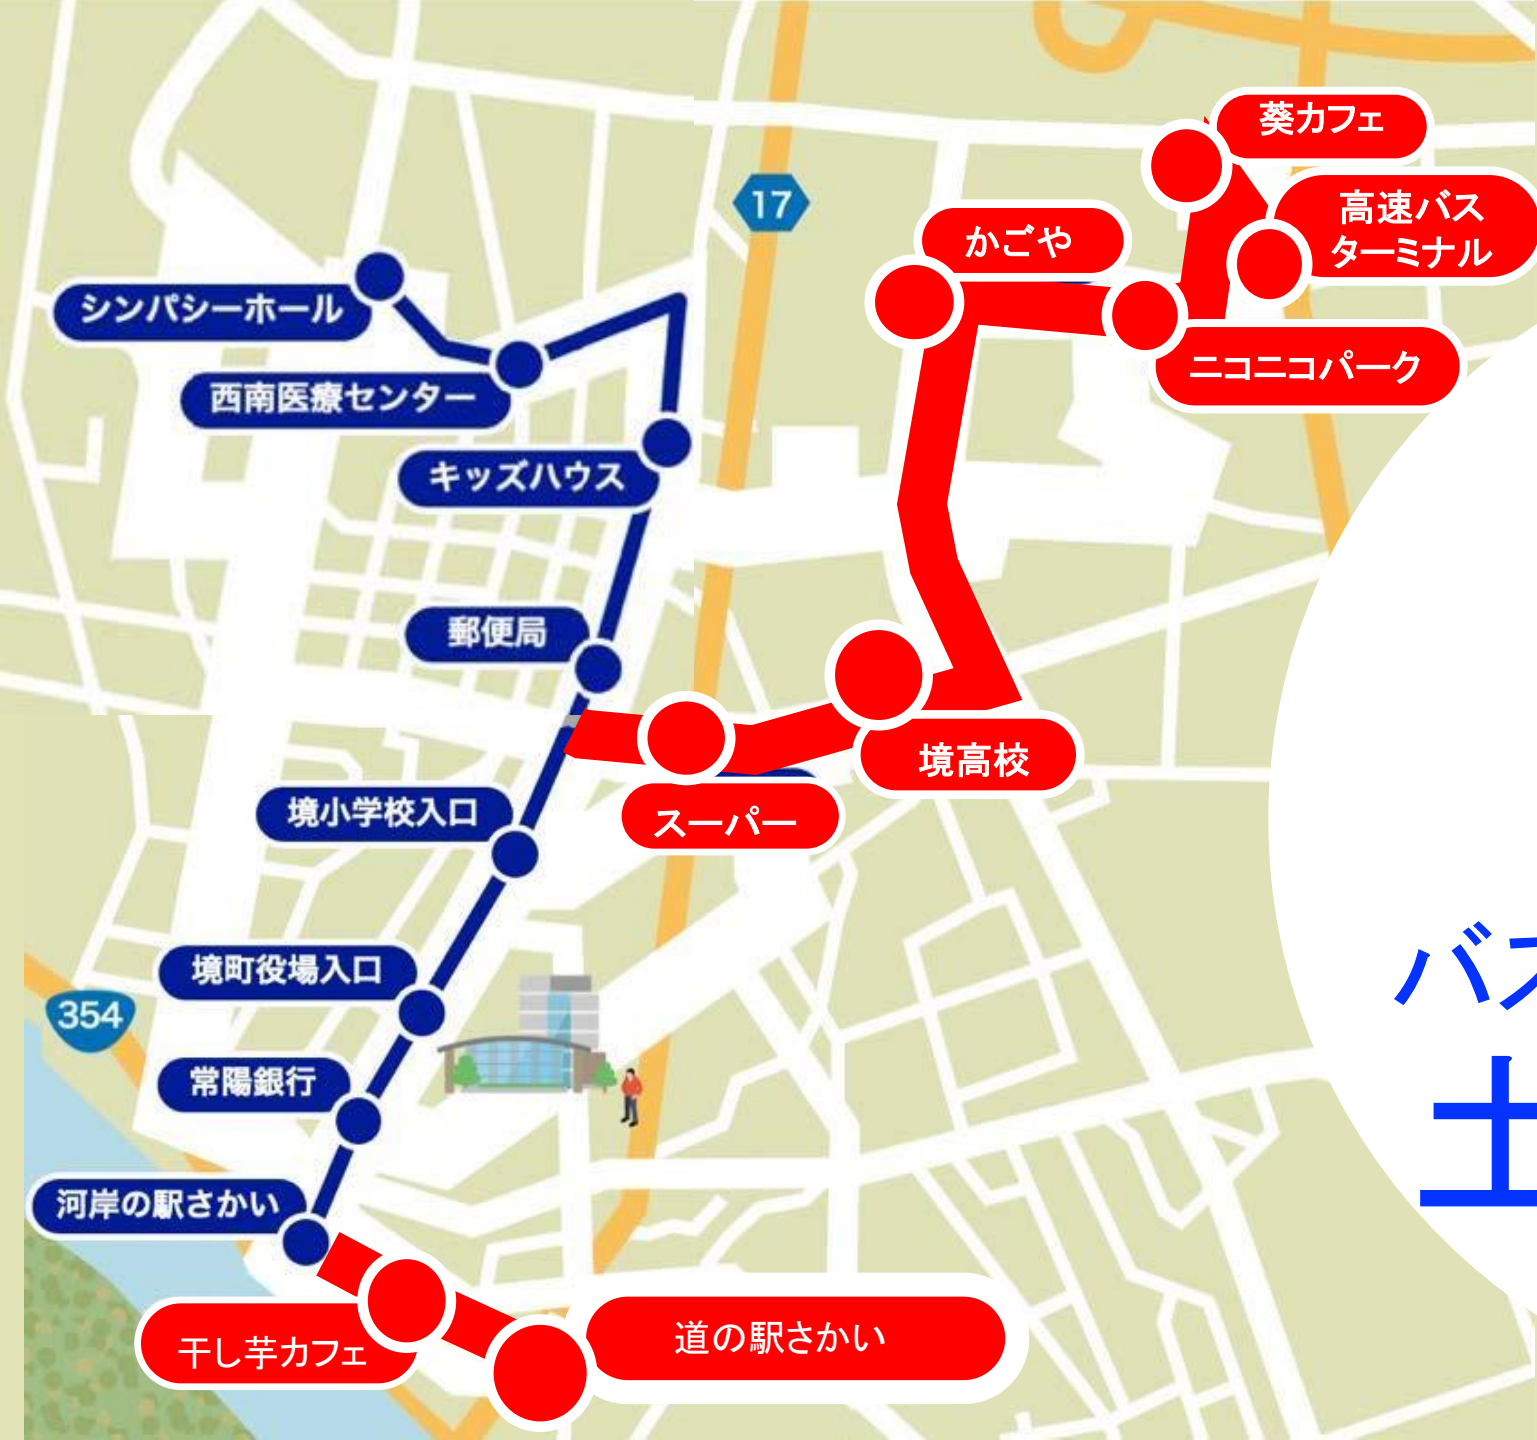 葵カフェ
高速バス
ターミナル
17
かごや
シンパシーホール
ニコニコパーク
西南医療センター
キッズハウス
郵便局
境高校
境小学校入口
スーパー
バス
境町役場入口
354
常陽銀行
土
河岸の駅さかい
道の駅さかい
干し芋カフェ